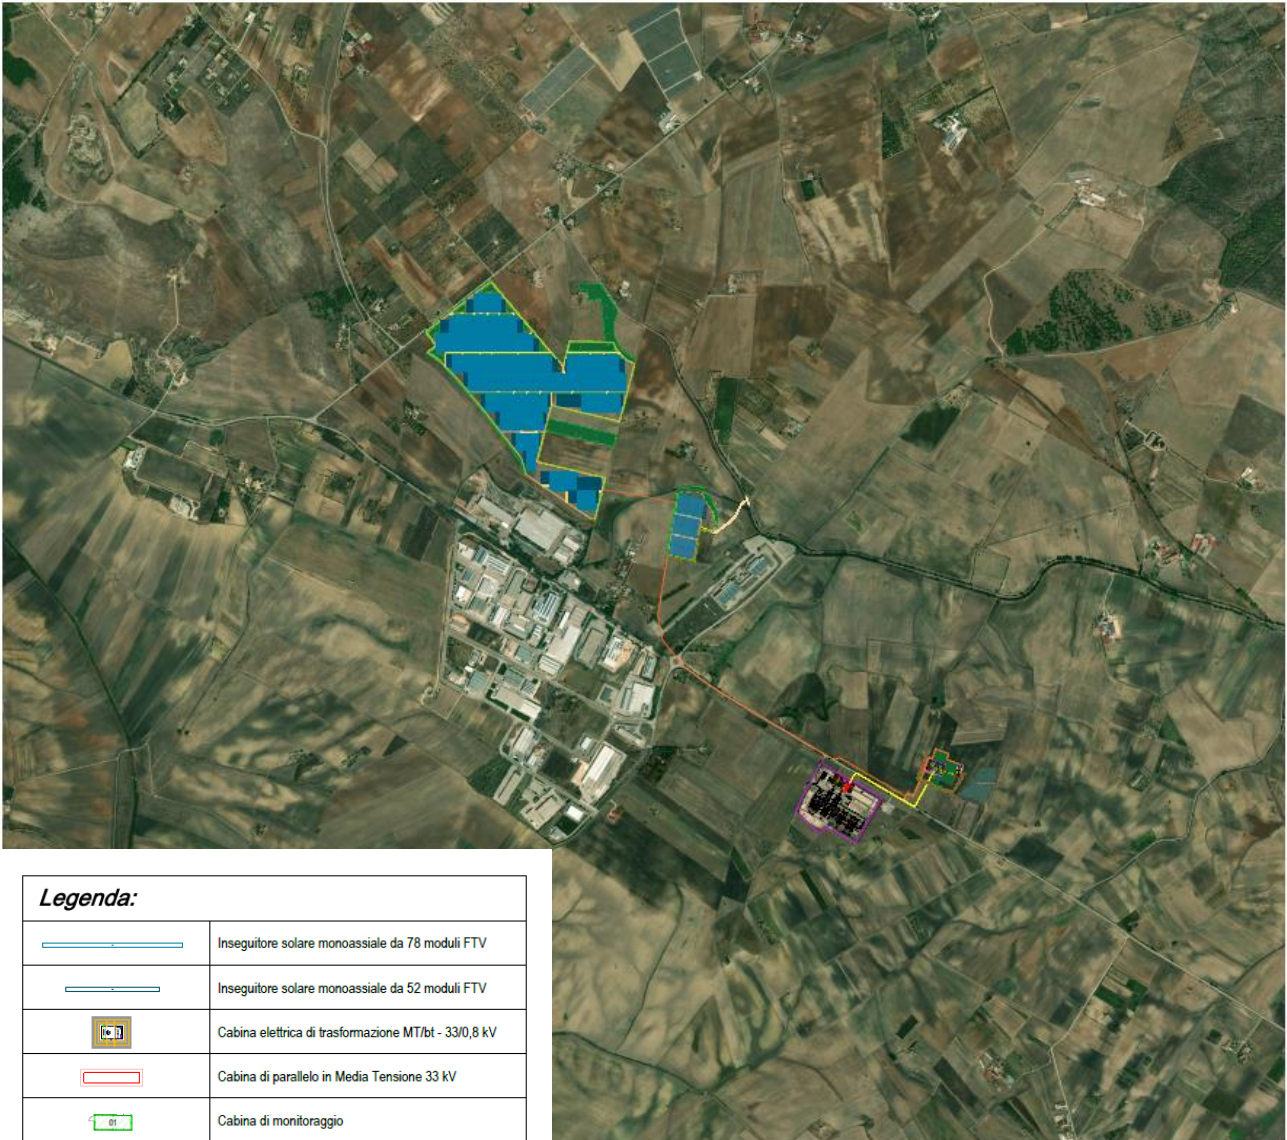 Legenda:
Inseguitore solare monoassiale da 78 moduli FTV
Inseguitore solare monoassiale da 52 moduli FTV
Cabina elettrica di trasformazione MT/bt - 33/0,8 kV
Cabina di parallelo in Media Tensione 33 kV
01 Cabina di monitoraggio